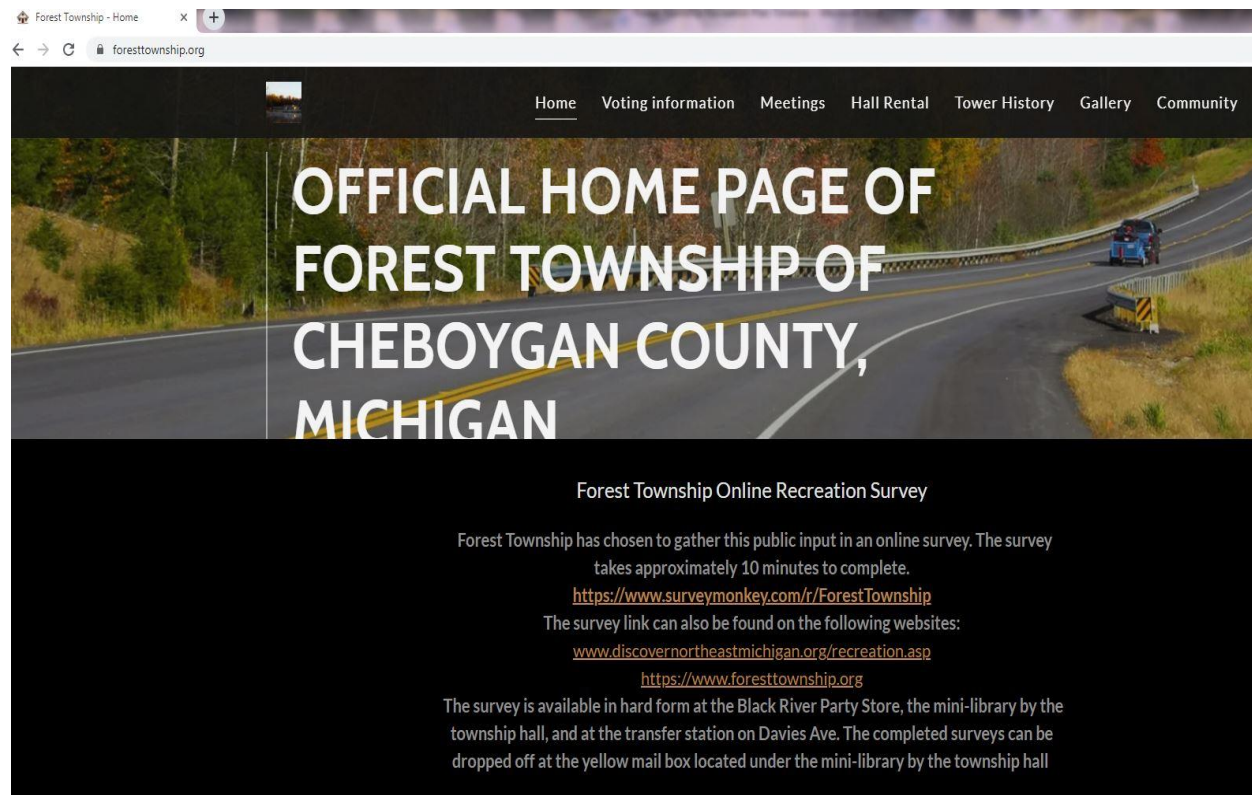 Forest Township - Home
foresttownship.org
Home Voting information Meetings Hall Rental Tower History Gallery Community
OFFICIAL HOME PAGE OF
FOREST TOWNSHIP OF
CHEBOYGAN COUNTY,
MICHIGAN
Forest Township Online Recreation Survey
Forest Township has chosen to gather this public input in an online survey. The survey
takes approximately 10 minutes to complete.
https://www.surveymonkey.com/r/ForestTownship
The survey link can also be found on the following websites:
www.discovernortheastmichigan.org/recreation.asp
https://www.foresttownship.org
The survey is available in hard form at the Black River Party Store, the mini-library by the
township hall, and at the transfer station on Davies Ave. The completed surveys can be
dropped off at the yellow mail box located under the mini-library by the township hall